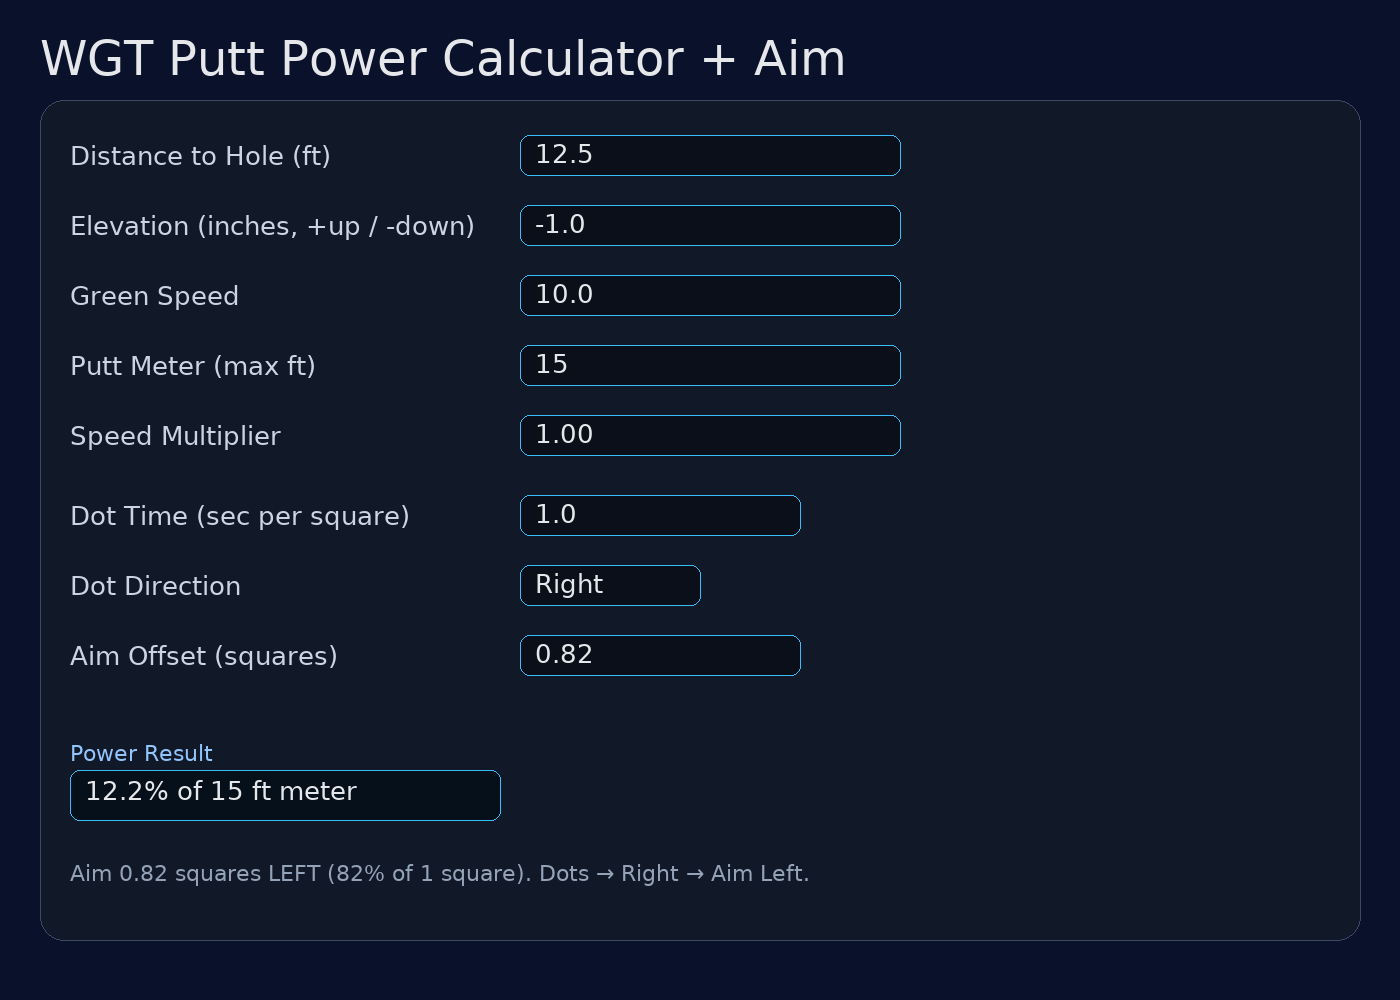 WGT Putt Power Calculator + Aim
Distance to Hole (ft) 12.5
Elevation (inches, +up / -down) -1.0
Green Speed 10.0
Putt Meter (max ft) 15
Speed Multiplier 1.00
Dot Time (sec per square) 1.0
Dot Direction Right
Aim Offset (squares) 0.82
Power Result
12.2% of 15 ft meter
Aim 0.82 squares LEFT (82% of 1 square). Dots → Right → Aim Left.